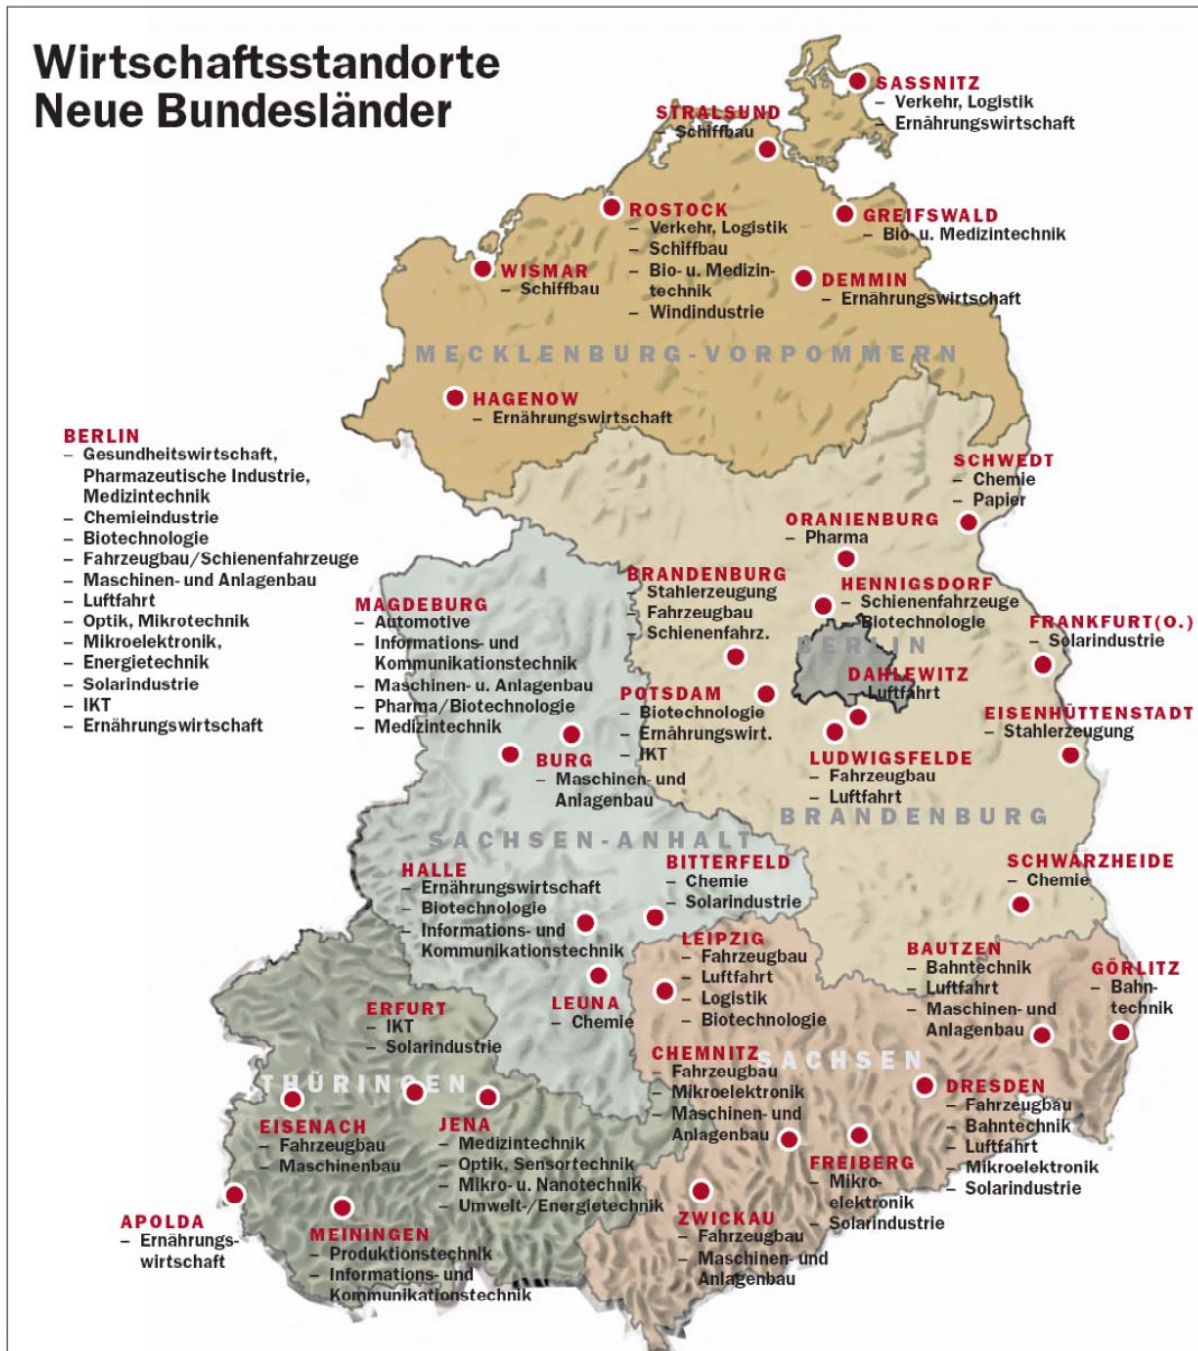 Wirtschaftsstandorte
Neue Bundesländer
SASSNITZ
– Verkehr, Logistik
– Ernährungswirtschaft
STRALSUND
– Schiffbau
ROSTOCK
– Verkehr, Logistik
– Schiffbau
– Bio- u. Medizin-
technik
– Windindustrie
GREIFSWALD
– Bio- u. Medizintechnik
WISMAR
– Schiffbau
DEMMIN
– Ernährungswirtschaft
MECKLENBURG-VORPOMMERN
HAGENOW
– Ernährungswirtschaft
BERLIN
– Gesundheitswirtschaft,
Pharmazeutische Industrie,
Medizintechnik
– Chemieindustrie
– Biotechnologie
– Fahrzeugbau/Schienenfahrzeuge
– Maschinen- und Anlagenbau
– Luftfahrt
– Optik, Mikrotechnik
– Mikroelektronik,
– Energietechnik
– Solarindustrie
– IKT
– Ernährungswirtschaft
SCHWEDT
– Chemie
– Papier
ORANIENBURG
– Pharma
HENNIGSDORF
– Schienenfahrzeuge
– Biotechnologie
BRANDENBURG
– Stahlerzeugung
– Fahrzeugbau
– Schienenfahrz.
MAGDEBURG
– Automotive
– Informations- und
Kommunikationstechnik
– Maschinen- u. Anlagenbau
– Pharma/Biotechnologie
– Medizintechnik
FRANKFURT(O.)
– Solarindustrie
BERLIN
DAHLEWITZ
– Luftfahrt
POTSDAM
– Biotechnologie
– Ernährungswirt.
– IKT
EISENHÜTTENSTADT
– Stahlerzeugung
BURG
– Maschinen- und
Anlagenbau
LUDWIGSFELDE
– Fahrzeugbau
– Luftfahrt
BRANDENBURG
SACHSEN-ANHALT
HALLE
– Ernährungswirtschaft
– Biotechnologie
– Informations- und
Kommunikationstechnik
BITTERFELD
– Chemie
– Solarindustrie
SCHWARZHEIDE
– Chemie
LEIPZIG
– Fahrzeugbau
– Luftfahrt
– Logistik
– Biotechnologie
BAUTZEN
– Bahntechnik
– Luftfahrt
– Maschinen- und
Anlagenbau
GÖRLITZ
– Bahn-
technik
LEUNA
– Chemie
ERFURT
– IKT
– Solarindustrie
CHEMNITZ
– Fahrzeugbau
– Mikroelektronik
– Maschinen- und
Anlagenbau
SACHSEN
THÜRINGEN
DRESDEN
– Fahrzeugbau
– Bahntechnik
– Luftfahrt
– Mikroelektronik
– Solarindustrie
EISENACH
– Fahrzeugbau
– Maschinenbau
JENA
– Medizintechnik
– Optik, Sensortechnik
– Mikro- u. Nanotechnik
– Umwelt-/Energietechnik
FREIBERG
– Mikro-
elektronik
– Solarindustrie
APOLDA
– Ernährungs-
wirtschaft
MEININGEN
– Produktionstechnik
– Informations- und
Kommunikationstechnik
ZWICKAU
– Fahrzeugbau
– Maschinen- und
Anlagenbau